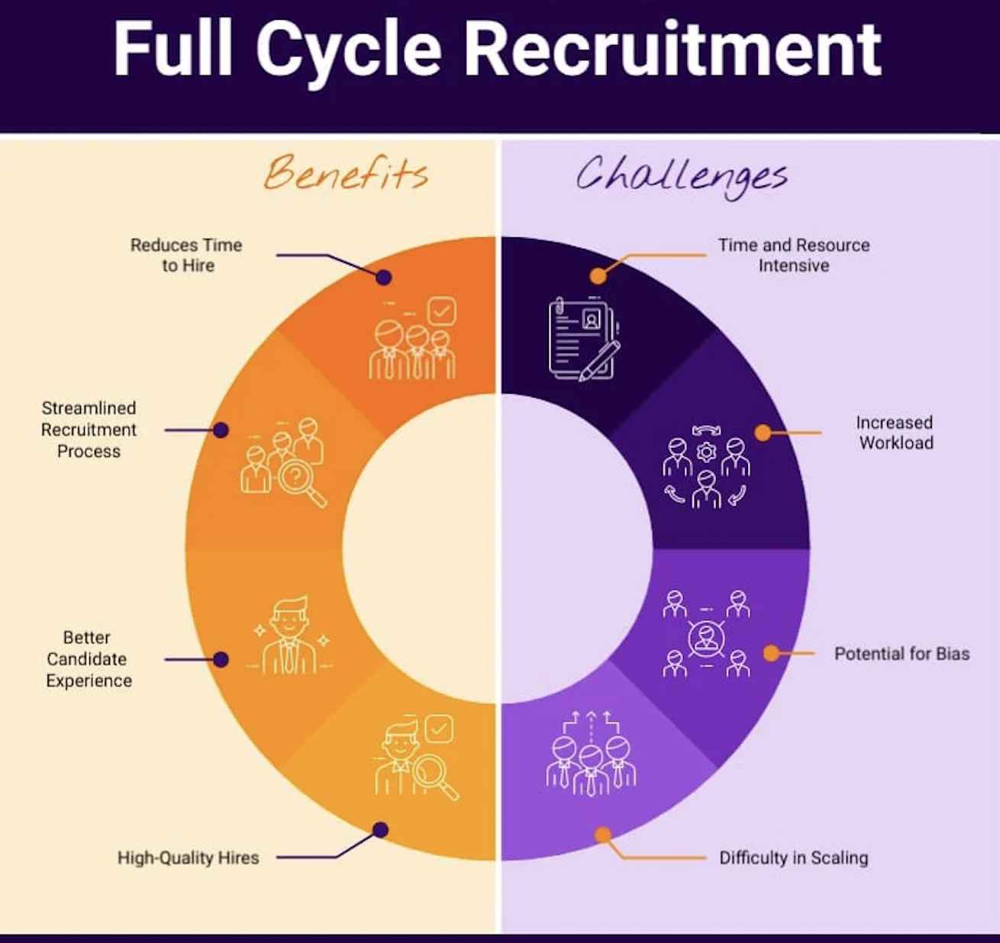 Full Cycle Recruitment
Benefits
Reduces Time
to Hire
Streamlined
Recruitment
Process
Better
Candidate
Experience
High-Quality Hires
Challenges
Time and Resource
Intensive
Increased
Workload
Potential for Bias
Difficulty in Scaling
?